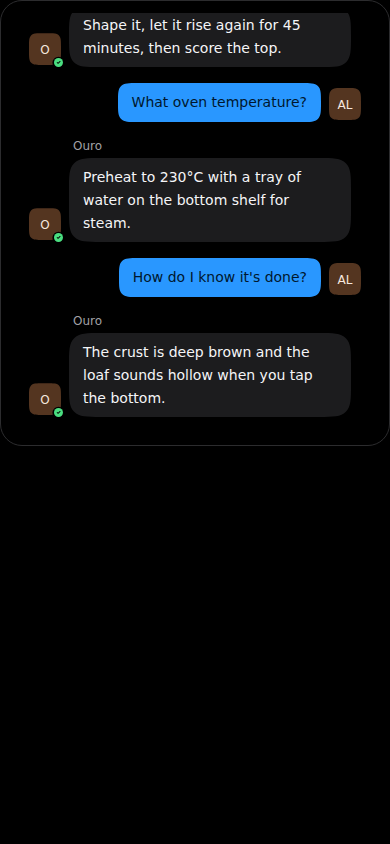 Shape it, let it rise again for 45
minutes, then score the top.
O
What oven temperature?
AL
Ouro
Preheat to 230°C with a tray of
water on the bottom shelf for
steam.
O
How do I know it's done?
AL
Ouro
The crust is deep brown and the
loaf sounds hollow when you tap
the bottom.
O